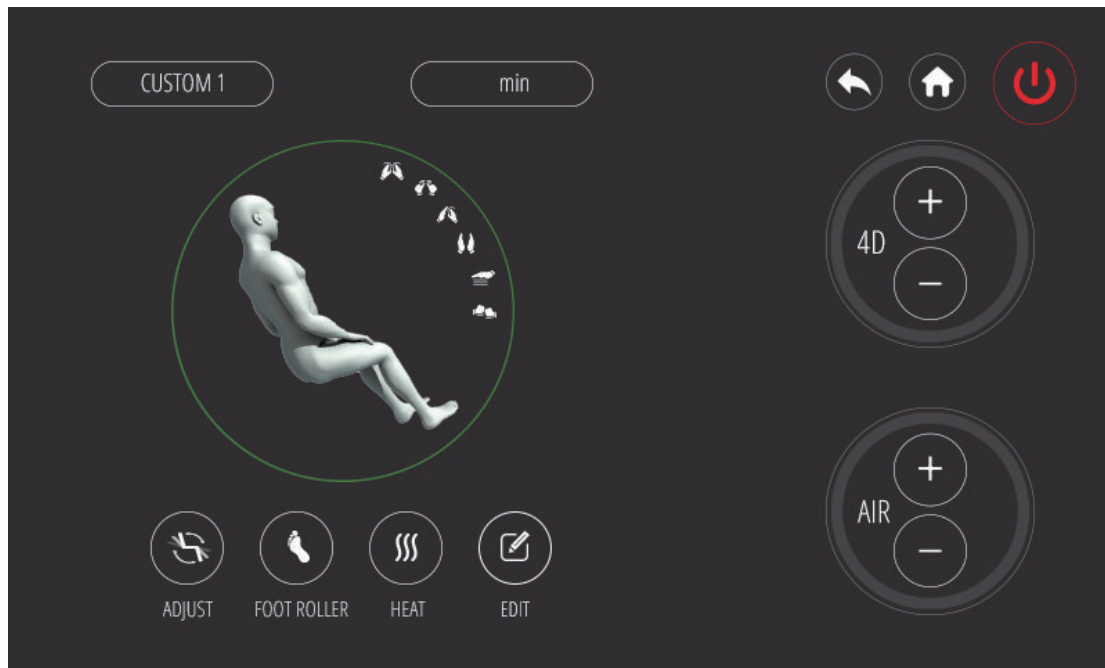 CUSTOM 1
min
4D
AIR
ADJUST
FOOT ROLLER
HEAT
EDIT